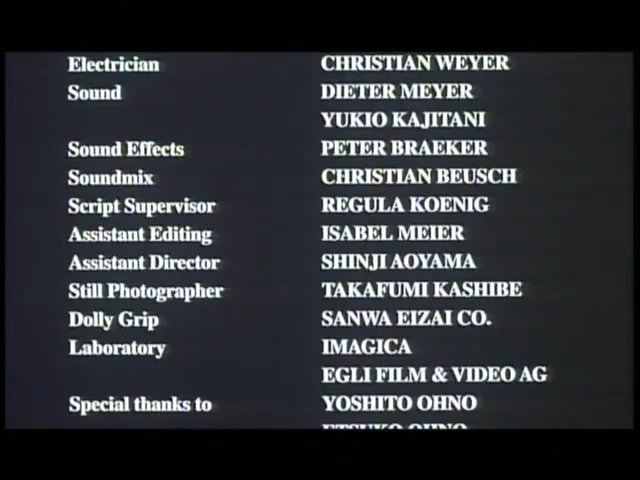 Electrician CHRISTIAN WEYER
Sound DIETER MEYER
YUKIO KAJITANI
Sound Effects PETER BRAEKER
Soundmix CHRISTIAN BEUSCH
Script Supervisor REGULA KOENIG
Assistant Editing ISABEL MEIER
Assistant Director SHINJI AOYAMA
Still Photographer TAKAFUMI KASHIBE
Dolly Grip SANWA EIZAI CO.
Laboratory IMAGICA
EGLI FILM & VIDEO AG
Special thanks to YOSHITO OHNO
ETSUKO OHNO